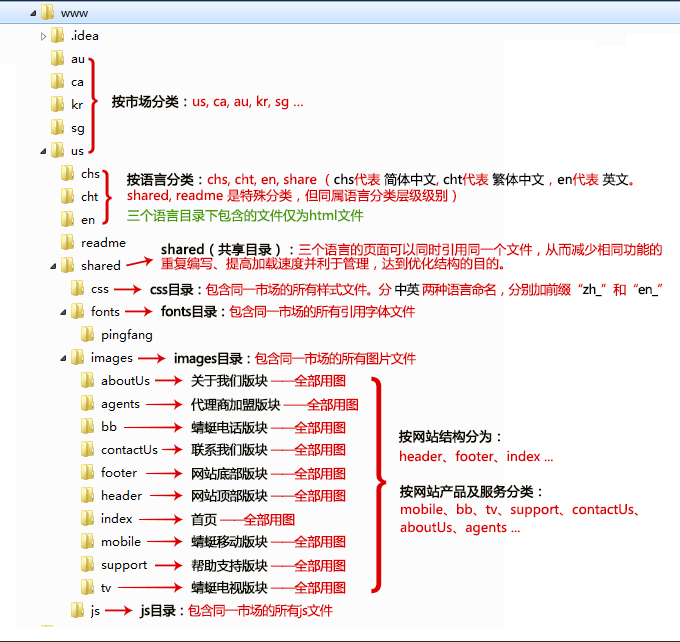 www
.idea
au
ca
kr
sg
us
按市场分类：us, ca, au, kr, sg ...
chs
cht
en
按语言分类：chs, cht, en, share（ chs代表 简体中文, cht代表 繁体中文，en代表 英文。
shared, readme 是特殊分类，但同属语言分类层级级别 ）
三个语言目录下包含的文件仅为html文件
readme
shared
shared（共享目录）：三个语言的页面可以同时引用同一个文件，从而减少相同功能的
重复编写、提高加载速度并利于管理，达到优化结构的目的。
css
css目录：包含同一市场的所有样式文件。分 中英 两种语言命名，分别加前缀“zh_”和“en_”
fonts
fonts目录：包含同一市场的所有引用字体文件
pingfang
images
images目录：包含同一市场的所有图片文件
aboutUs
关于我们版块 ——全部用图
agents
代理商加盟版块 ——全部用图
bb
蜻蜓电话版块 ——全部用图
contactUs
联系我们版块 ——全部用图
footer
网站底部版块 ——全部用图
header
网站顶部版块 ——全部用图
index
首页 ——全部用图
mobile
蜻蜓移动版块 ——全部用图
support
帮助支持版块 ——全部用图
tv
蜻蜓电视版块 ——全部用图
按网站结构分为：
header、footer、index ...
按网站产品及服务分类：
mobile、bb、tv、support、contactUs、
aboutUs、agents ...
js
js目录：包含同一市场的所有js文件